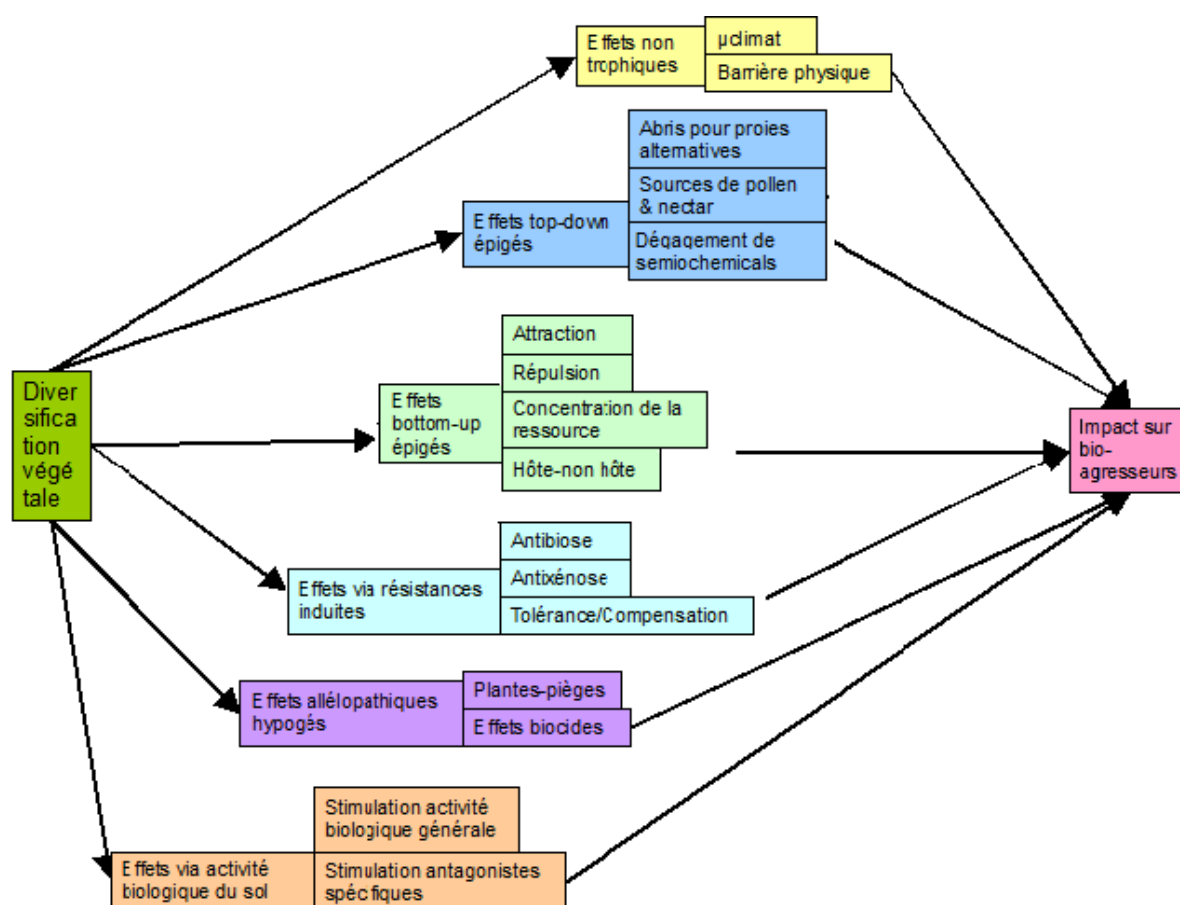 Effets non
trophiques
µclimat
Barrière physique
Effets top-down
épigés
Abris pour proies
alternatives
Sources de pollen
& nectar
Dégagement de
semiochemicals
Diver
sifica
tion
végé
tale
Effets
bottom-up
épigés
Attraction
Répulsion
Concentration de la
ressource
Hôte-non hôte
Impact sur
bio-
agresseurs
Effets via résistances
induites
Antibiose
Antixénose
Tolérance/Compensation
Effets allélopathiques
hypogés
Plantes-pièges
Effets biocides
Effets via activité
biologique du sol
Stimulation activité
biologique générale
Stimulation antagonistes
spécifiques